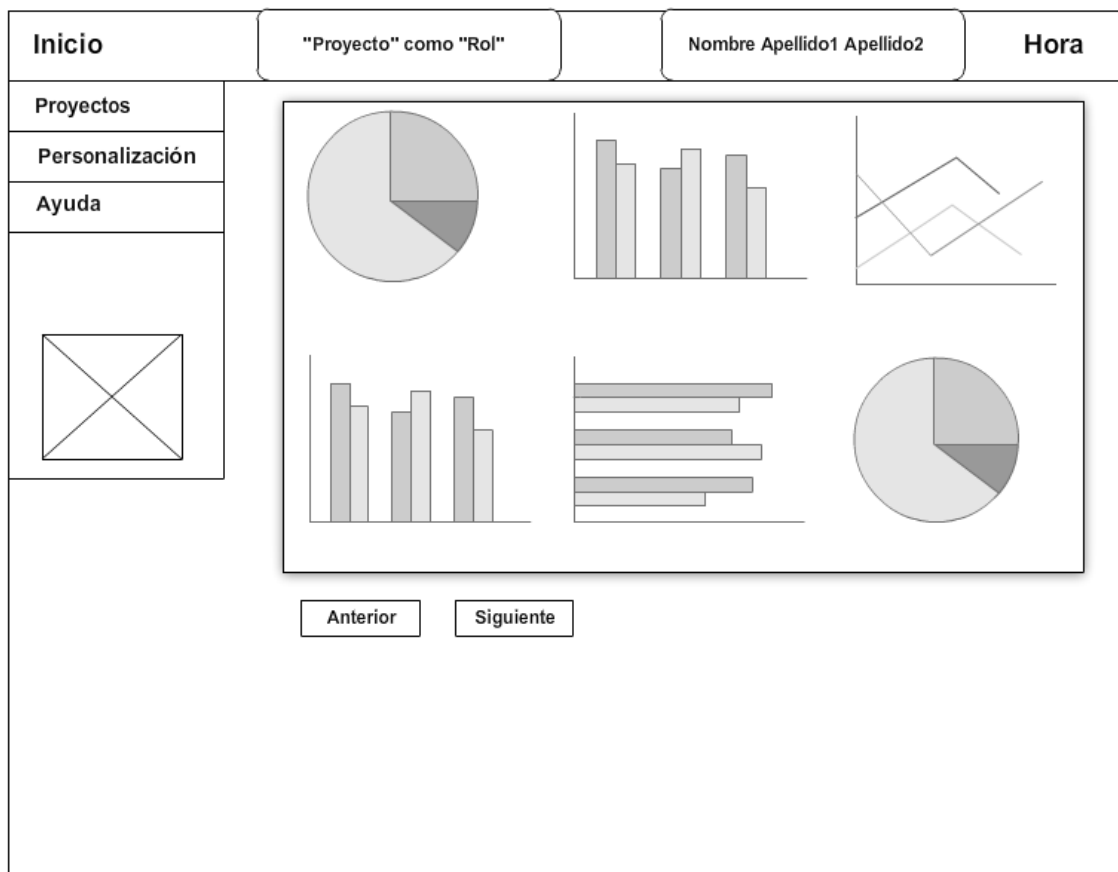 Inicio
"Proyecto" como "Rol"
Nombre Apellido1 Apellido2
Hora
Proyectos
Personalización
Ayuda
Anterior
Siguiente